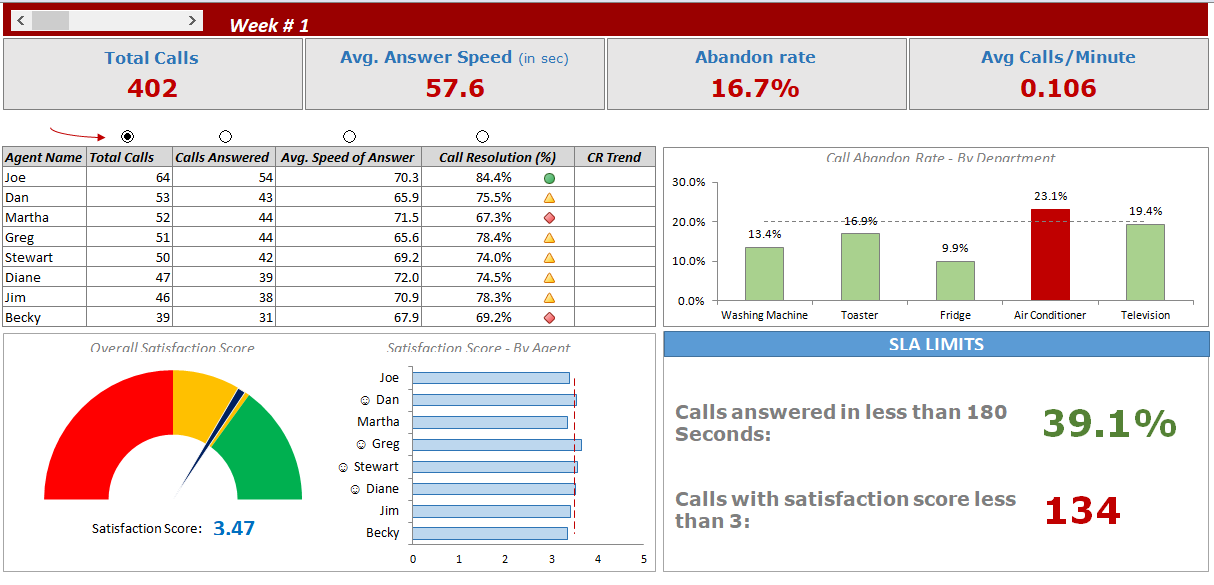 Week # 1
Total Calls
402
Avg. Answer Speed (in sec)
57.6
Abandon rate
16.7%
Avg Calls/Minute
0.106
Agent Name Total Calls Calls Answered Avg. Speed of Answer Call Resolution (%) CR Trend
Joe 64 54 70.3 84.4%
Dan 53 43 65.9 75.5%
Martha 52 44 71.5 67.3%
Greg 51 44 65.6 78.4%
Stewart 50 42 69.2 74.0%
Diane 47 39 72.0 74.5%
Jim 46 38 70.9 78.3%
Becky 39 31 67.9 69.2%
Call Abandon Rate - By Department
30.0%
20.0%
10.0%
0.0%
13.4%
16.9%
9.9%
23.1%
19.4%
Washing Machine Toaster Fridge Air Conditioner Television
Overall Satisfaction Score
Satisfaction Score: 3.47
Satisfaction Score - By Agent
Joe
☺ Dan
Martha
☺ Greg
☺ Stewart
☺ Diane
Jim
Becky
0 1 2 3 4 5
SLA LIMITS
Calls answered in less than 180
Seconds:
39.1%
Calls with satisfaction score less
than 3:
134